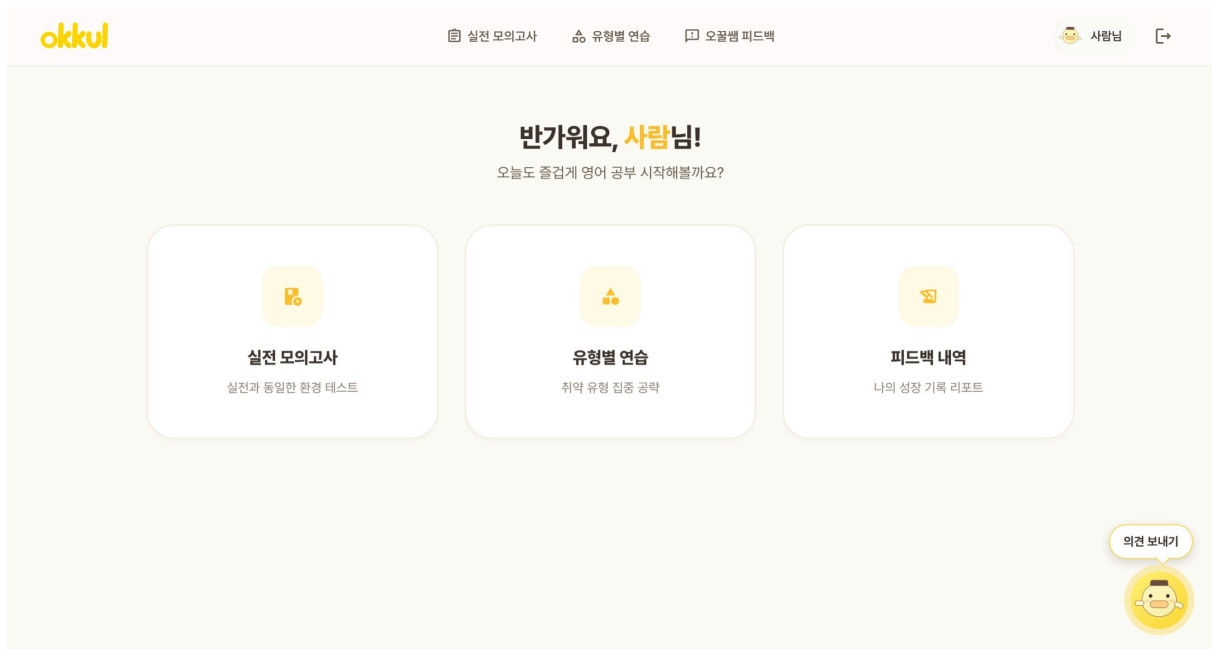 okkul
실전 모의고사
유형별 연습
오꿀쌤 피드백
사람님
반가워요, 사람님!
오늘도 즐겁게 영어 공부 시작해볼까요?
실전 모의고사
실전과 동일한 환경 테스트
유형별 연습
취약 유형 집중 공략
피드백 내역
나의 성장 기록 리포트
의견 보내기